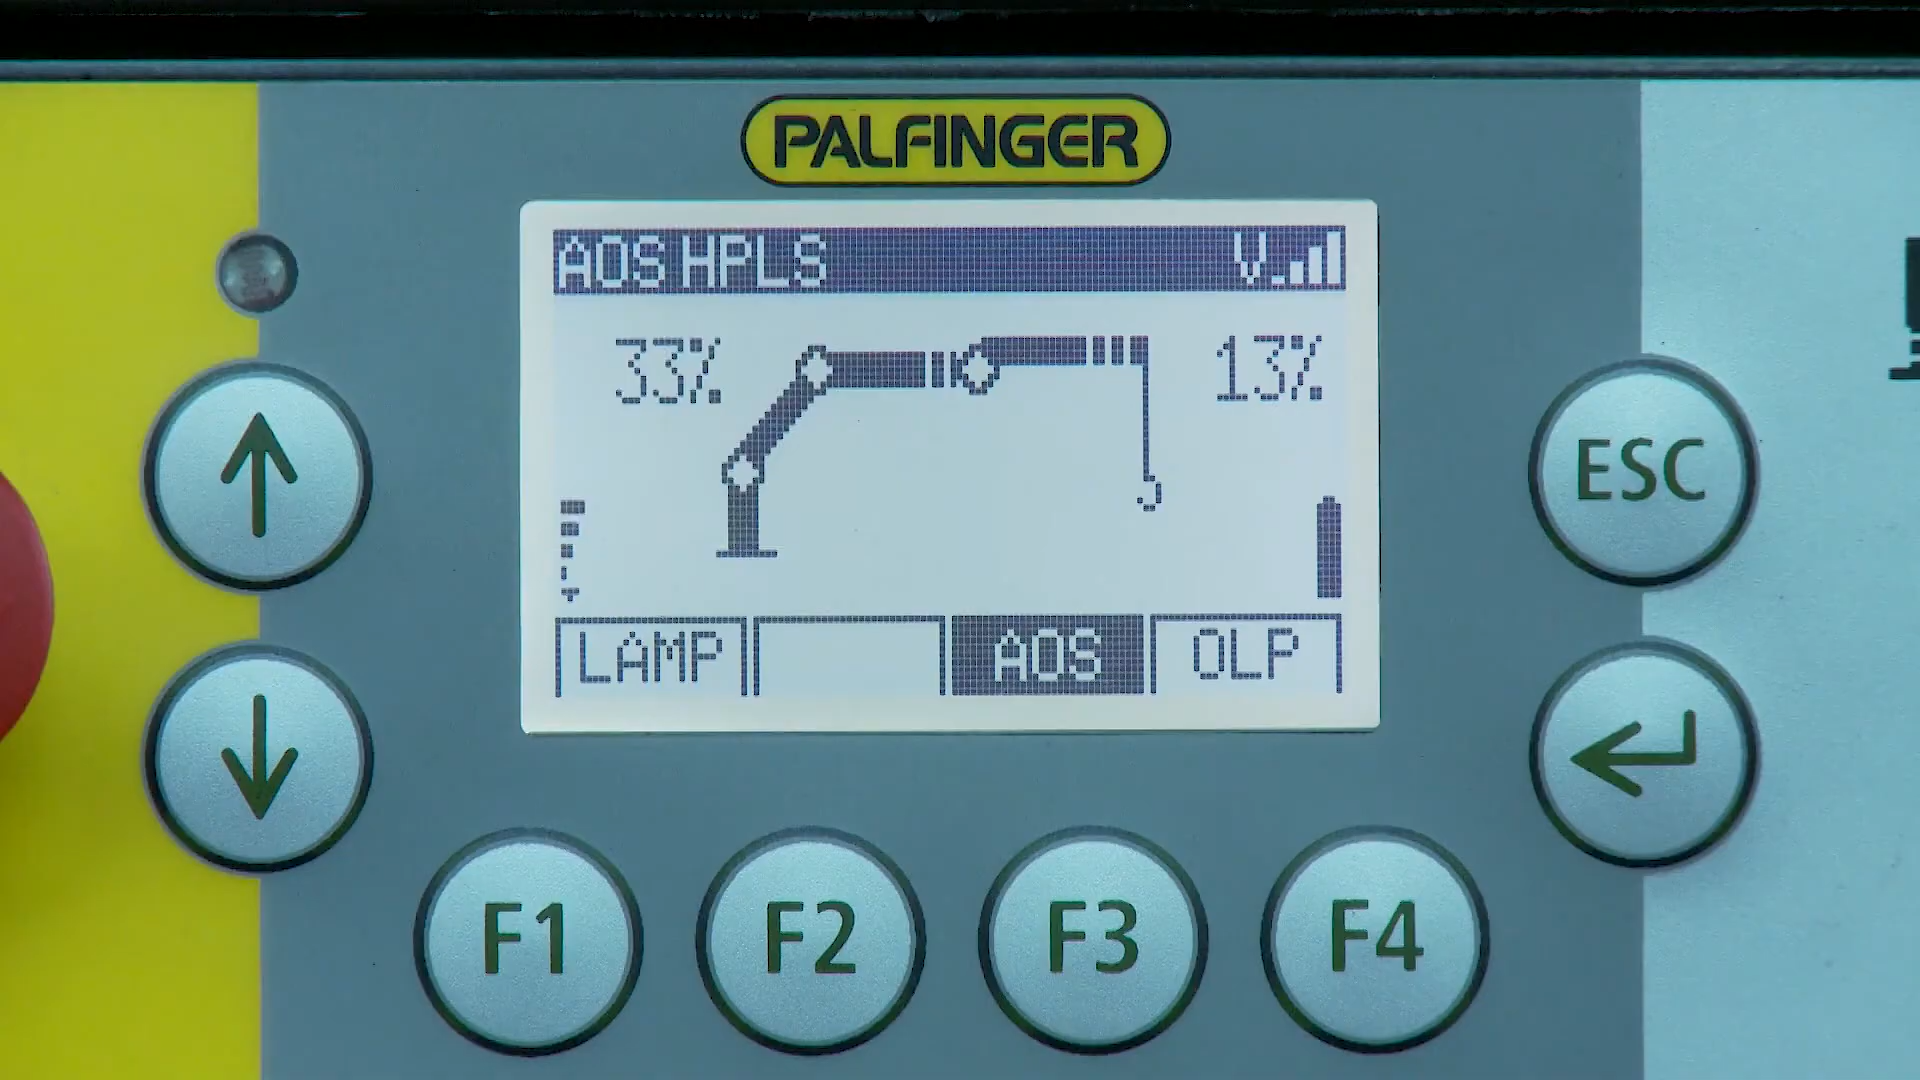 PALFINGER
AOS HPLS V
33% 13%
LAMP AOS OLP
ESC
F1 F2 F3 F4